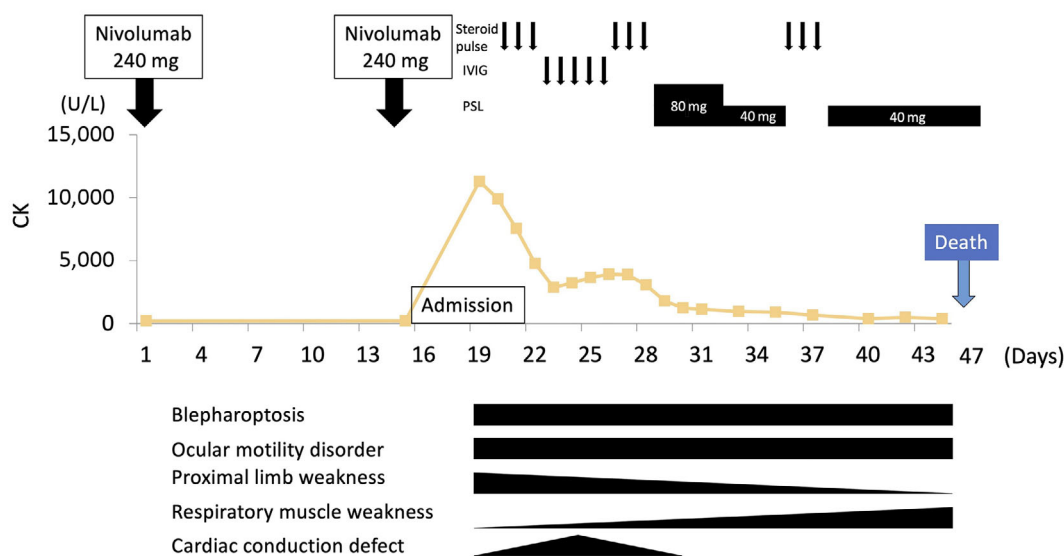 Nivolumab
240 mg
Nivolumab
240 mg
Steroid
pulse
IVIG
PSL
80 mg
40 mg
40 mg
(U/L)
15,000
10,000
5,000
0
CK
Admission
Death
1 4 7 10 13 16 19 22 25 28 31 34 37 40 43 47 (Days)
Blepharoptosis
Ocular motility disorder
Proximal limb weakness
Respiratory muscle weakness
Cardiac conduction defect